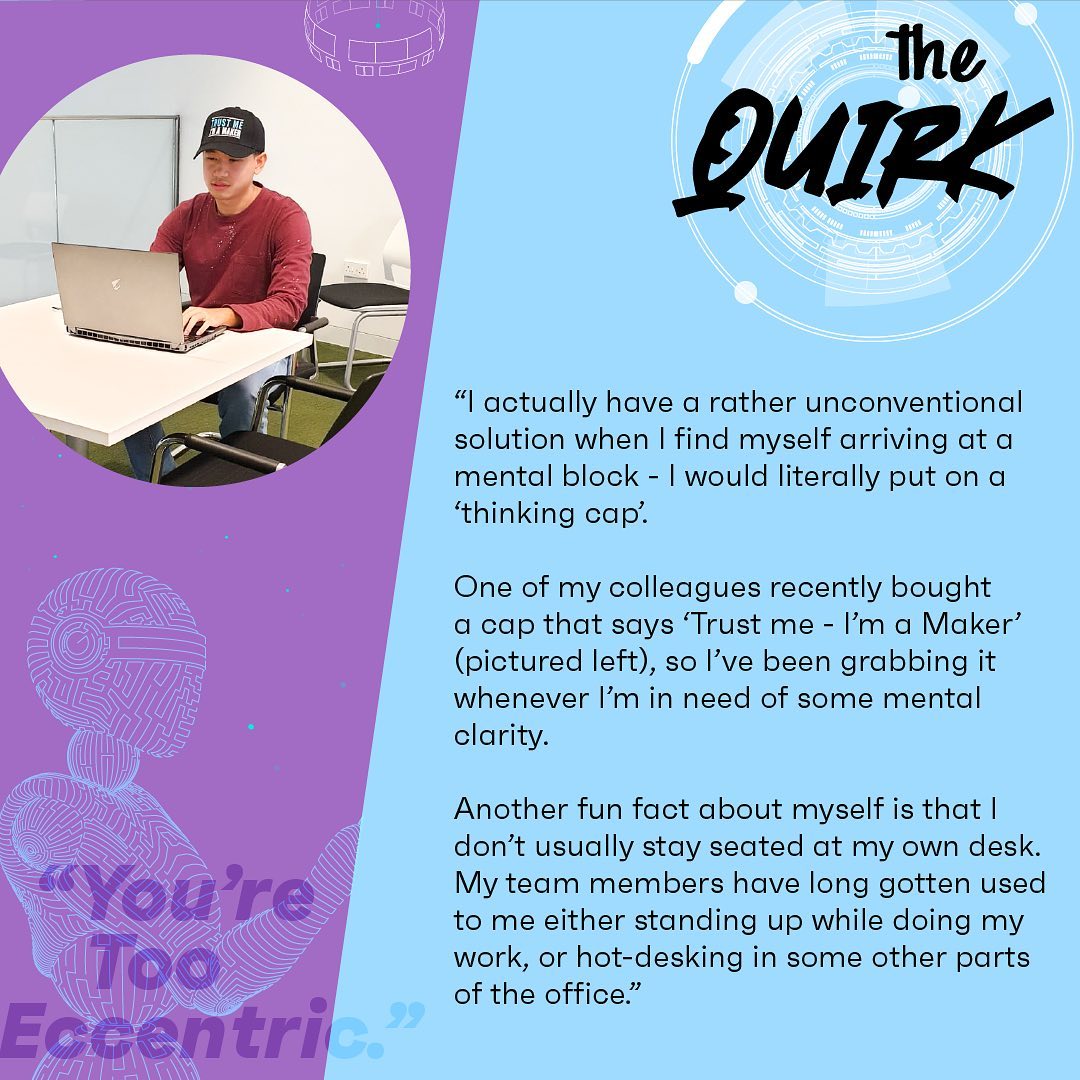 the
QUIRK
TRUST ME
I'M A MAKER
“I actually have a rather unconventional
solution when I find myself arriving at a
mental block - I would literally put on a
‘thinking cap’.
One of my colleagues recently bought
a cap that says ‘Trust me - I’m a Maker’
(pictured left), so I’ve been grabbing it
whenever I’m in need of some mental
clarity.
Another fun fact about myself is that I
don’t usually stay seated at my own desk.
My team members have long gotten used
to me either standing up while doing my
work, or hot-desking in some other parts
of the office.”
“You’re
Too
Eccentric.”